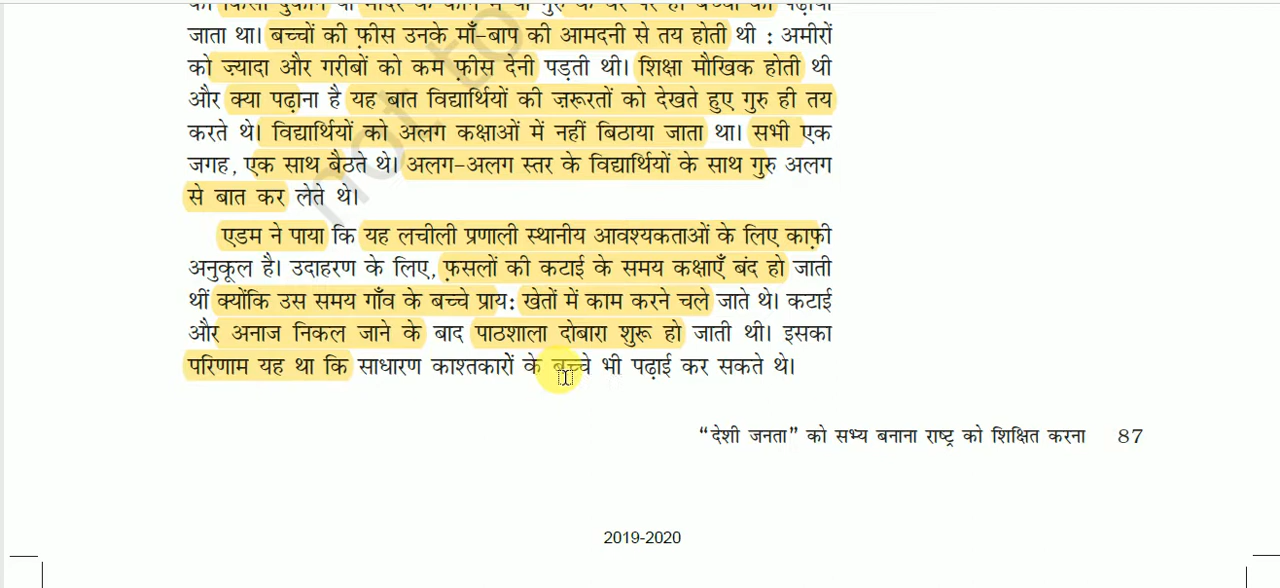 जाता था। बच्चों की फ़ीस उनके माँ-बाप की आमदनी से तय होती थी : अमीरों
को ज़्यादा और गरीबों को कम फ़ीस देनी पड़ती थी। शिक्षा मौखिक होती थी
और क्या पढ़ाना है यह बात विद्यार्थियों की जरूरतों को देखते हुए गुरु ही तय
करते थे। विद्यार्थियों को अलग कक्षाओं में नहीं बिठाया जाता था। सभी एक
जगह, एक साथ बैठते थे। अलग-अलग स्तर के विद्यार्थियों के साथ गुरु अलग
से बात कर लेते थे।
एडम ने पाया कि यह लचीली प्रणाली स्थानीय आवश्यकताओं के लिए काफ़ी
अनुकूल है। उदाहरण के लिए, फ़सलों की कटाई के समय कक्षाएँ बंद हो जाती
थीं क्योंकि उस समय गाँव के बच्चे प्राय: खेतों में काम करने चले जाते थे। कटाई
और अनाज निकल जाने के बाद पाठशाला दोबारा शुरू हो जाती थी। इसका
परिणाम यह था कि साधारण काश्तकारों के बच्चे भी पढ़ाई कर सकते थे।
not to
“देशी जनता” को सभ्य बनाना राष्ट्र को शिक्षित करना 87
2019-2020